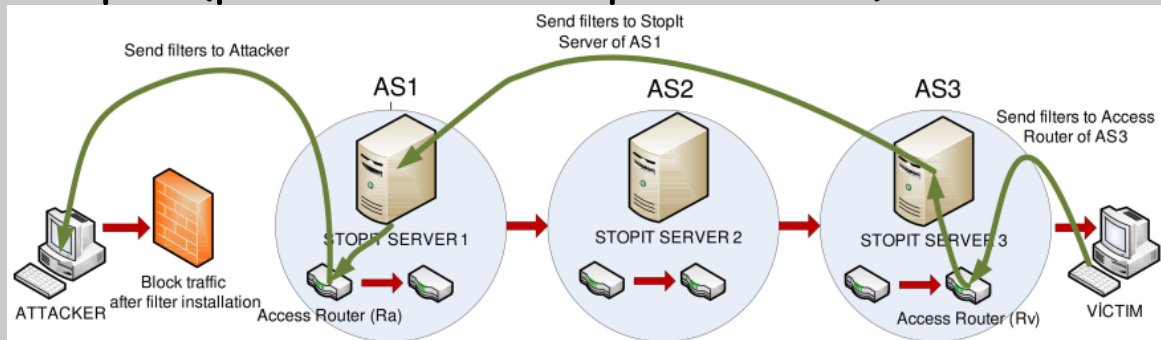 Send filters to StopIt
Server of AS1
Send filters to Attacker
AS1
AS2
AS3
Send filters to Access
Router of AS3
STOPIT SERVER 1
STOPIT SERVER 2
STOPIT SERVER 3
Block traffic
after filter installation
ATTACKER
Access Router (Ra)
Access Router (Rv)
VİCTIM